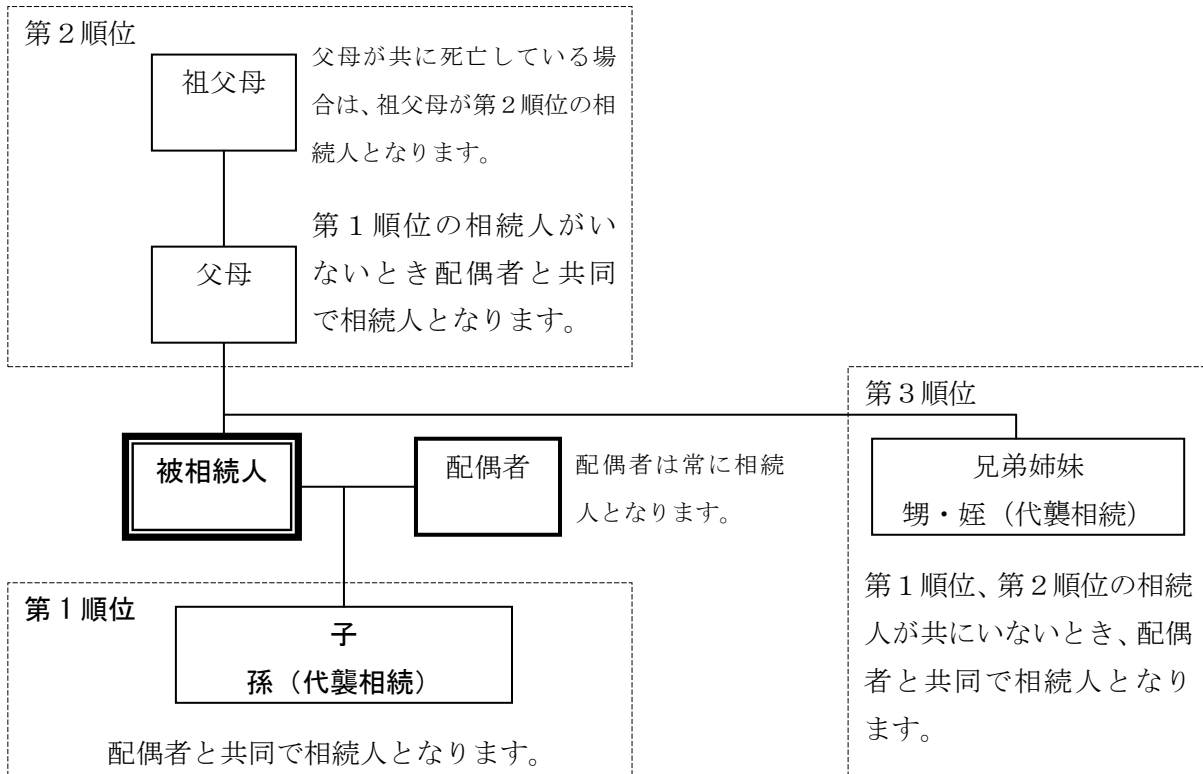 第２順位
祖父母
父母が共に死亡している場
合は、祖父母が第２順位の相
続人となります。
父母
第１順位の相続人がい
ないとき配偶者と共同
で相続人となります。
第３順位
被相続人
配偶者
配偶者は常に相続
人となります。
兄弟姉妹
甥・姪（代襲相続）
第１順位、第２順位の相続
人が共にいないとき、配偶
者と共同で相続人となり
ます。
第１順位
子
孫（代襲相続）
配偶者と共同で相続人となります。